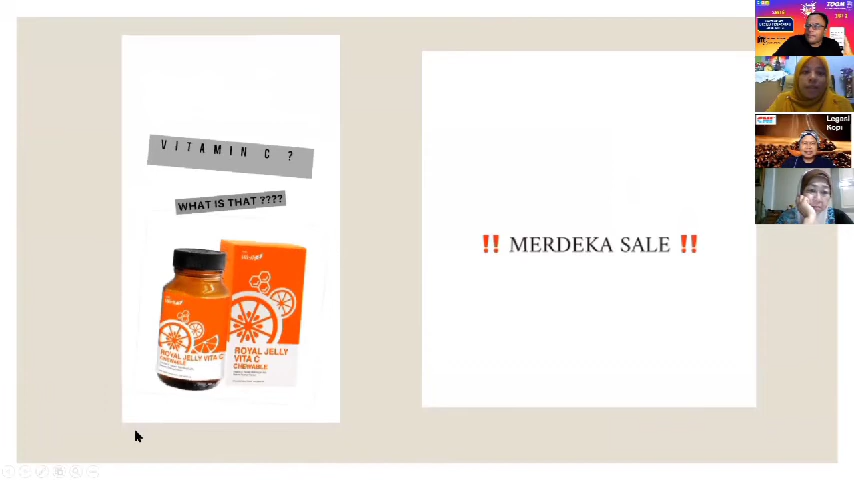 VITAMIN C ?
WHAT IS THAT ????
ROYAL JELLY
VITA C
CHEWABLE
ROYAL JELLY
VITA C
CHEWABLE
‼ MERDEKA SALE ‼
Legasi
Kopi